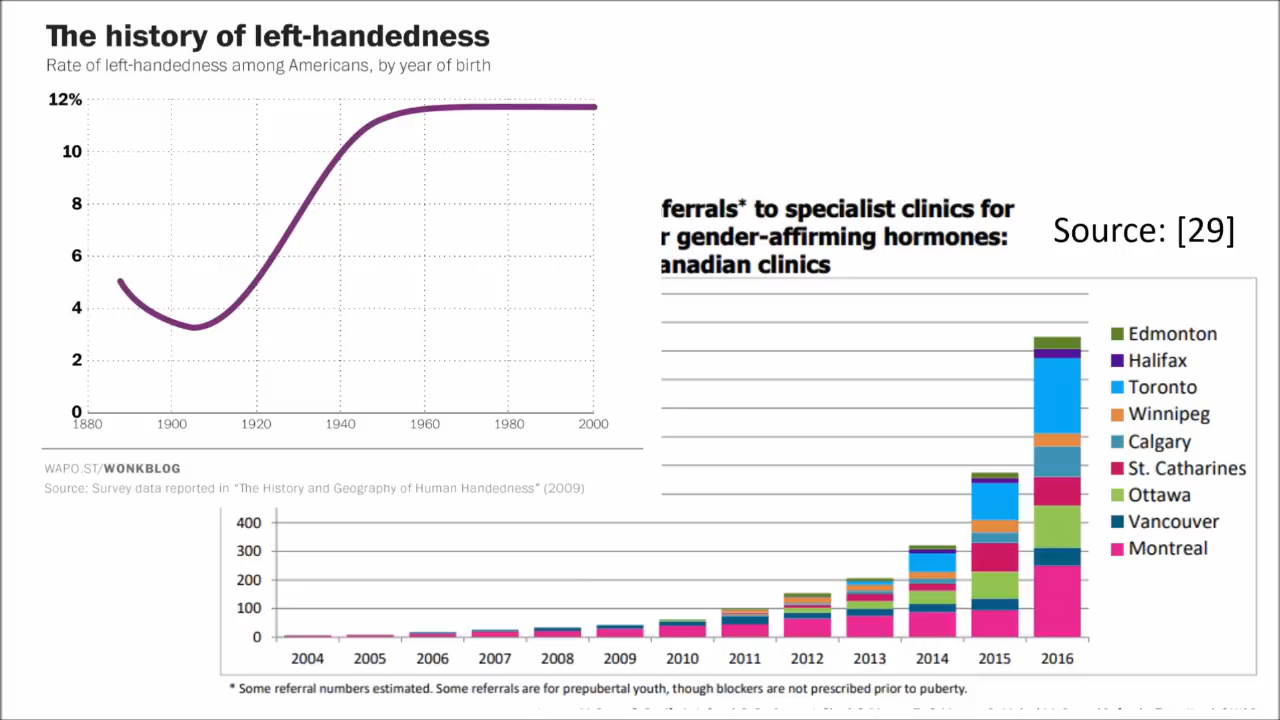 The history of left-handedness
Rate of left-handedness among Americans, by year of birth
12%
10
8
6
4
2
0
1880 1900 1920 1940 1960 1980 2000
WAPO.ST/WONKBLOG
Source: Survey data reported in "The History and Geography of Human Handedness" (2009)
ferrals* to specialist clinics for
r gender-affirming hormones:
anadian clinics
Source: [29]
Edmonton
Halifax
Toronto
Winnipeg
Calgary
St. Catharines
Ottawa
Vancouver
Montreal
400
300
200
100
0
2004 2005 2006 2007 2008 2009 2010 2011 2012 2013 2014 2015 2016
* Some referral numbers estimated. Some referrals are for prepubertal youth, though blockers are not prescribed prior to puberty.